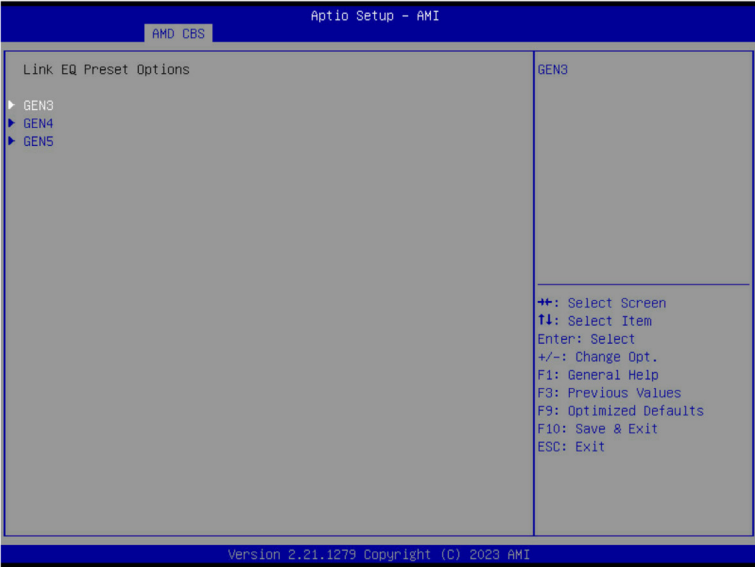 Aptio Setup – AMI
AMD CBS
Link EQ Preset Options
GEN3
GEN4
GEN5
GEN3
→←: Select Screen
↑↓: Select Item
Enter: Select
+/-: Change Opt.
F1: General Help
F3: Previous Values
F9: Optimized Defaults
F10: Save & Exit
ESC: Exit
Version 2.21.1279 Copyright (C) 2023 AMI